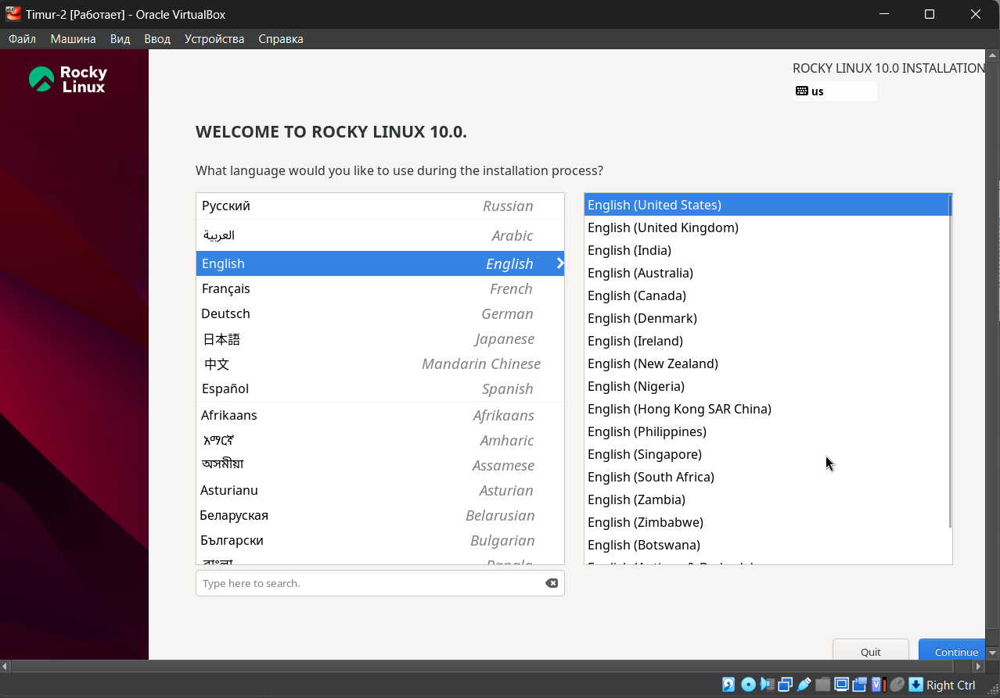 Timur-2 [Работает] - Oracle VirtualBox
Файл Машина Вид Ввод Устройства Справка
Rocky Linux
ROCKY LINUX 10.0 INSTALLATION
us
WELCOME TO ROCKY LINUX 10.0.
What language would you like to use during the installation process?
Русский Russian
العربية Arabic
English English
Français French
Deutsch German
日本語 Japanese
中文 Mandarin Chinese
Español Spanish
Afrikaans Afrikaans
አማርኛ Amharic
অসমীয়া Assamese
Asturianu Asturian
Беларуская Belarusian
Български Bulgarian
English (United States)
English (United Kingdom)
English (India)
English (Australia)
English (Canada)
English (Denmark)
English (Ireland)
English (New Zealand)
English (Nigeria)
English (Hong Kong SAR China)
English (Philippines)
English (Singapore)
English (South Africa)
English (Zambia)
English (Zimbabwe)
English (Botswana)
Type here to search.
Quit Continue
Right Ctrl